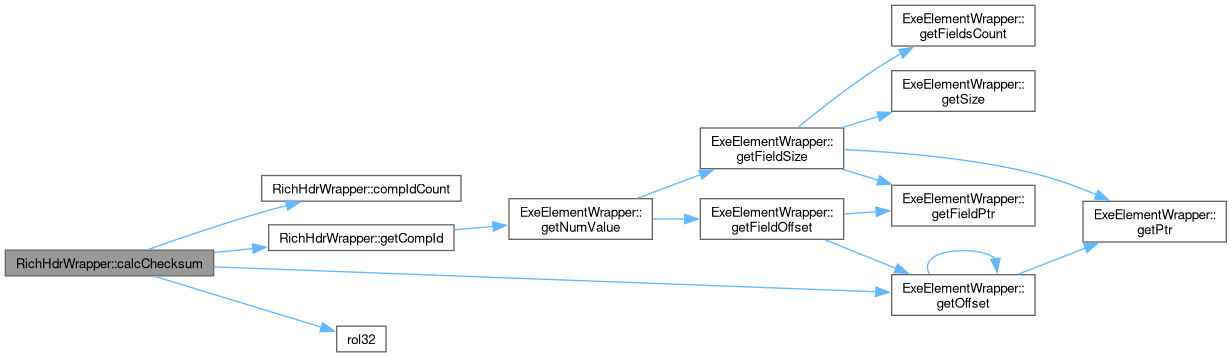 ExeElementWrapper::
getFieldsCount
ExeElementWrapper::
getSize
ExeElementWrapper::
getFieldSize
RichHdrWrapper::compIdCount
ExeElementWrapper::
getFieldPtr
ExeElementWrapper::
getNumValue
ExeElementWrapper::
getFieldOffset
ExeElementWrapper::
getPtr
RichHdrWrapper::getCompId
RichHdrWrapper::calcChecksum
ExeElementWrapper::
getOffset
rol32